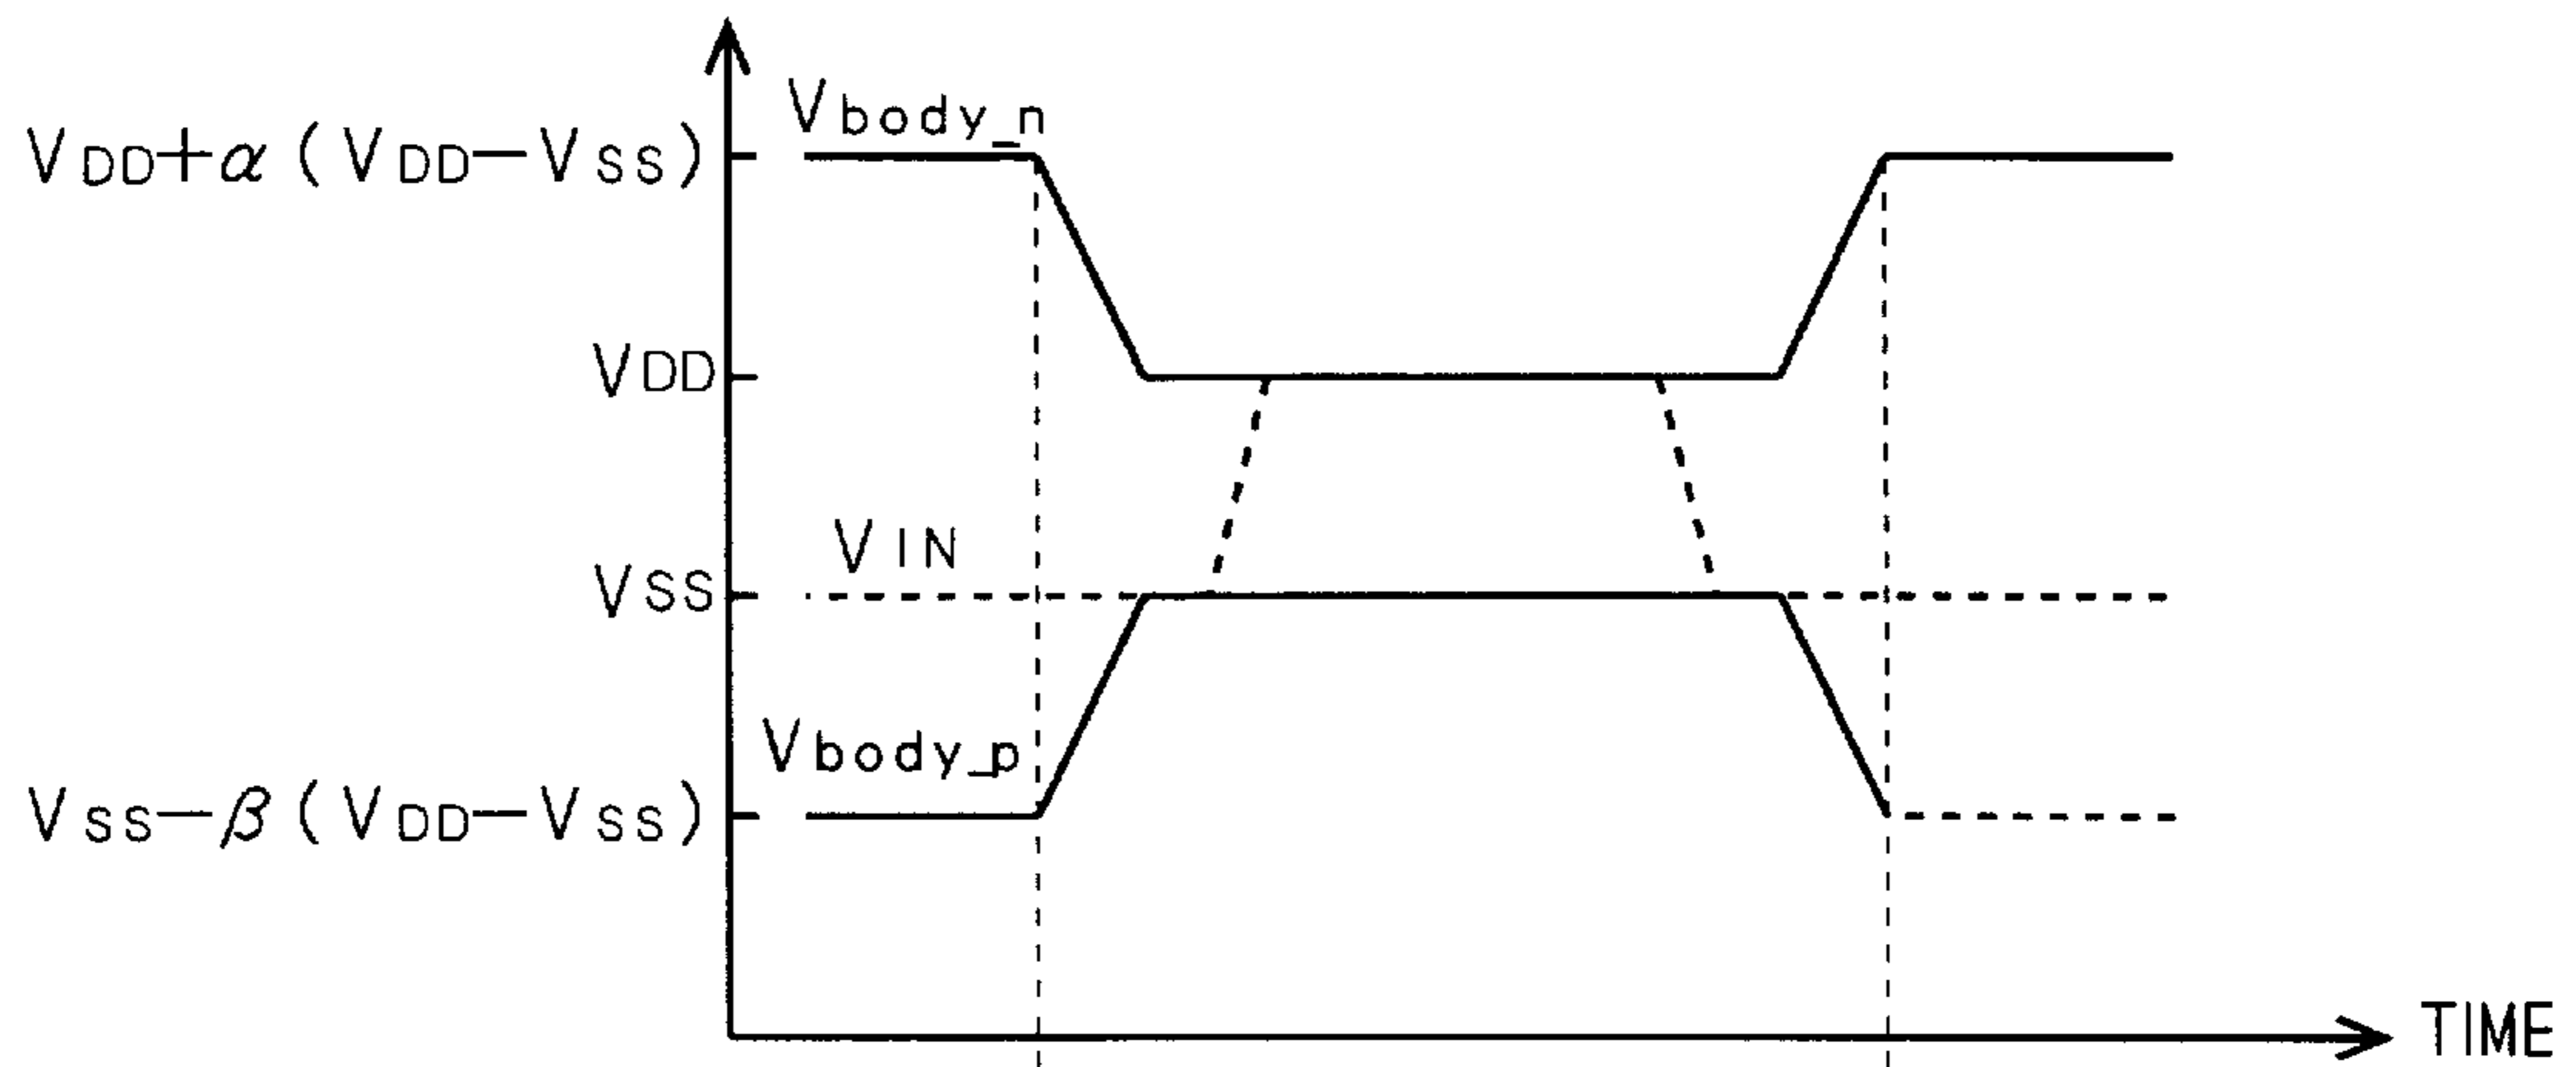 Vbody_n
VDD+α(VDD−VSS)
VDD
VIN
VSS
Vbody_p
VSS−β(VDD−VSS)
TIME